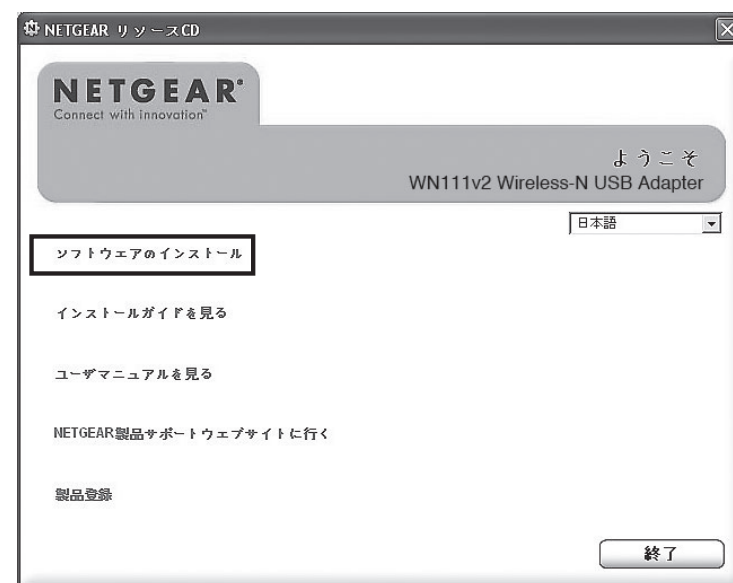 NETGEAR リソースCD
NETGEAR®
Connect with innovation™
ようこそ
WN111v2 Wireless-N USB Adapter
日本語
ソフトウェアのインストール
インストールガイドを見る
ユーザマニュアルを見る
NETGEAR製品サポートウェブサイトに行く
製品登録
終了